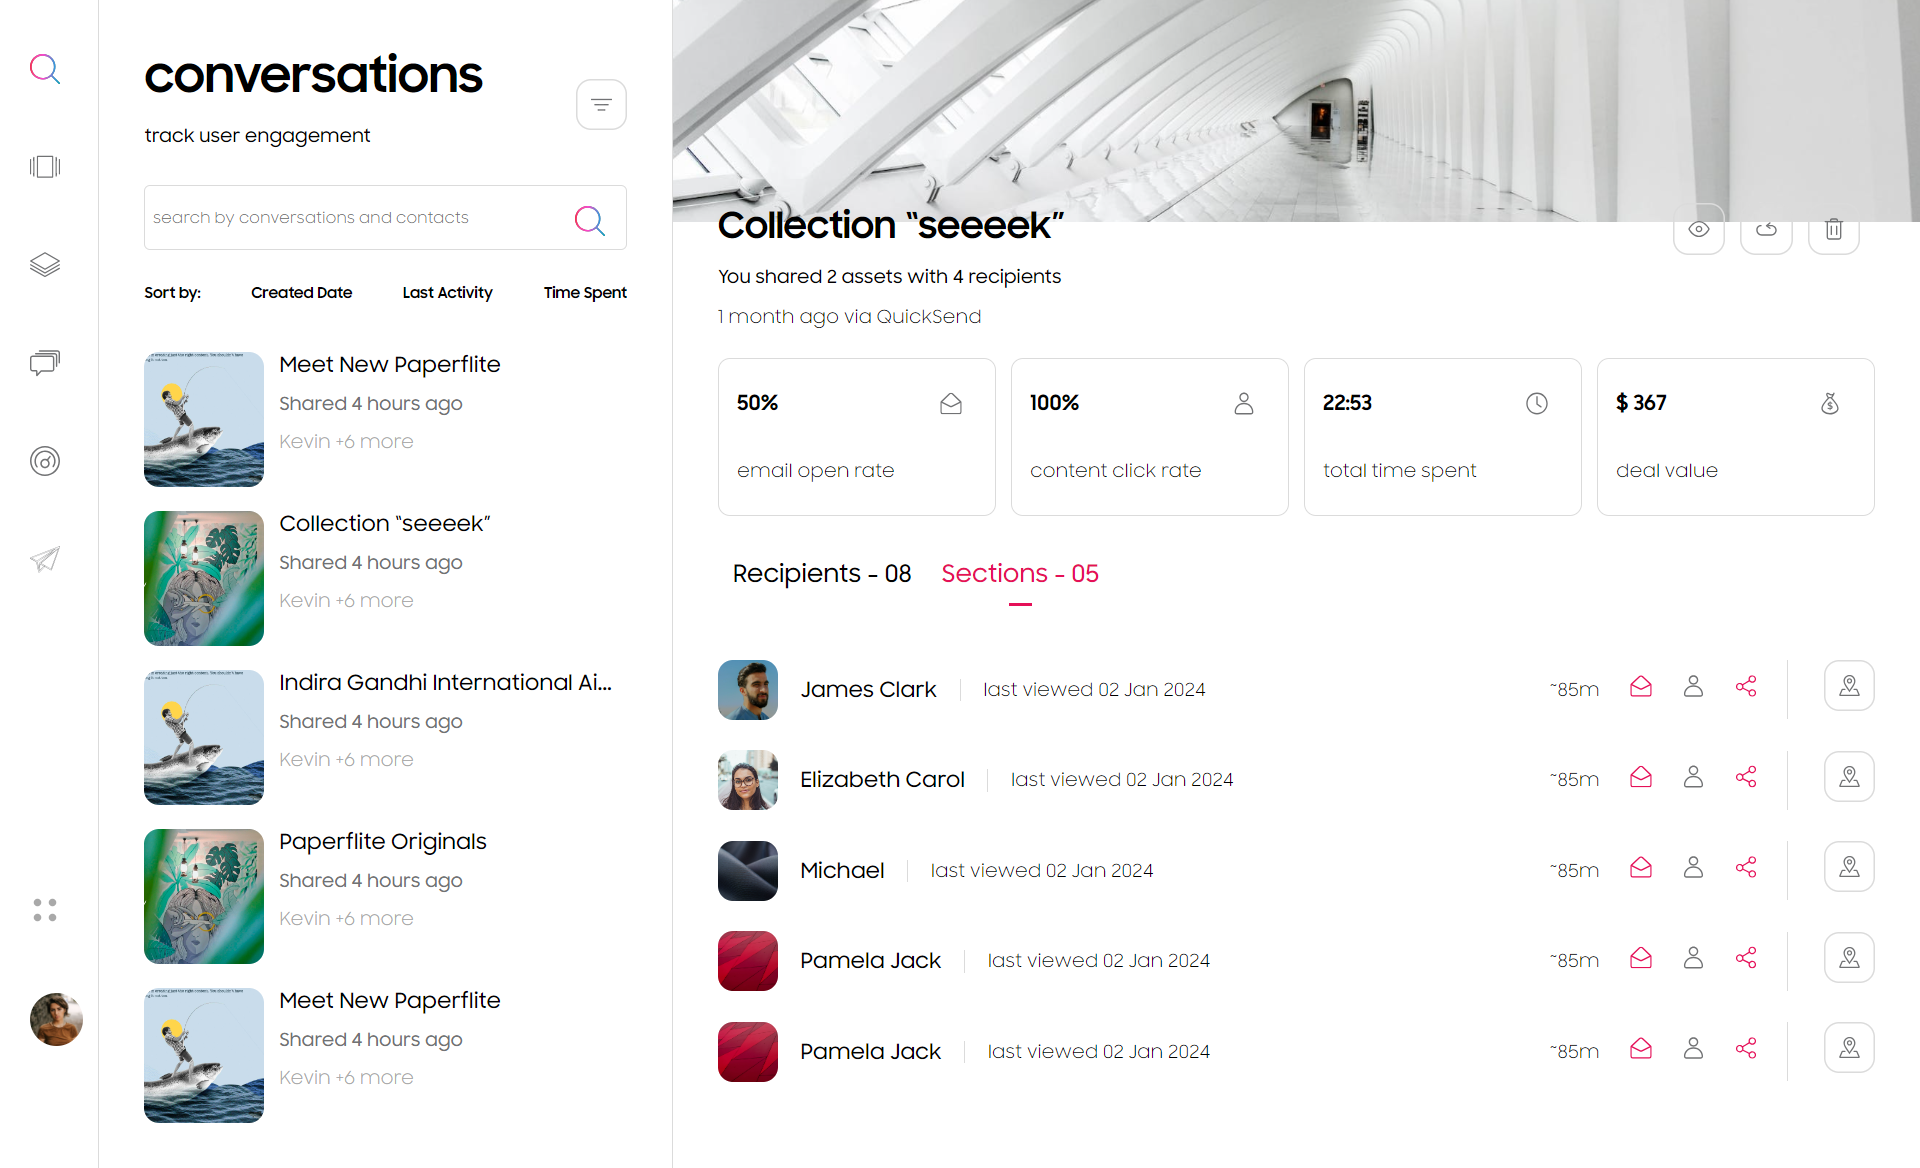 conversations
track user engagement
search by conversations and contacts
Sort by: Created Date Last Activity Time Spent
Meet New Paperflite
Shared 4 hours ago
Kevin +6 more
Collection “seeeek”
Shared 4 hours ago
Kevin +6 more
Indira Gandhi International Ai...
Shared 4 hours ago
Kevin +6 more
Paperflite Originals
Shared 4 hours ago
Kevin +6 more
Meet New Paperflite
Shared 4 hours ago
Kevin +6 more
Collection “seeeek”
You shared 2 assets with 4 recipients
1 month ago via QuickSend
50%
email open rate
100%
content click rate
22:53
total time spent
$ 367
deal value
Recipients - 08 Sections - 05
James Clark last viewed 02 Jan 2024 ~85m
Elizabeth Carol last viewed 02 Jan 2024 ~85m
Michael last viewed 02 Jan 2024 ~85m
Pamela Jack last viewed 02 Jan 2024 ~85m
Pamela Jack last viewed 02 Jan 2024 ~85m